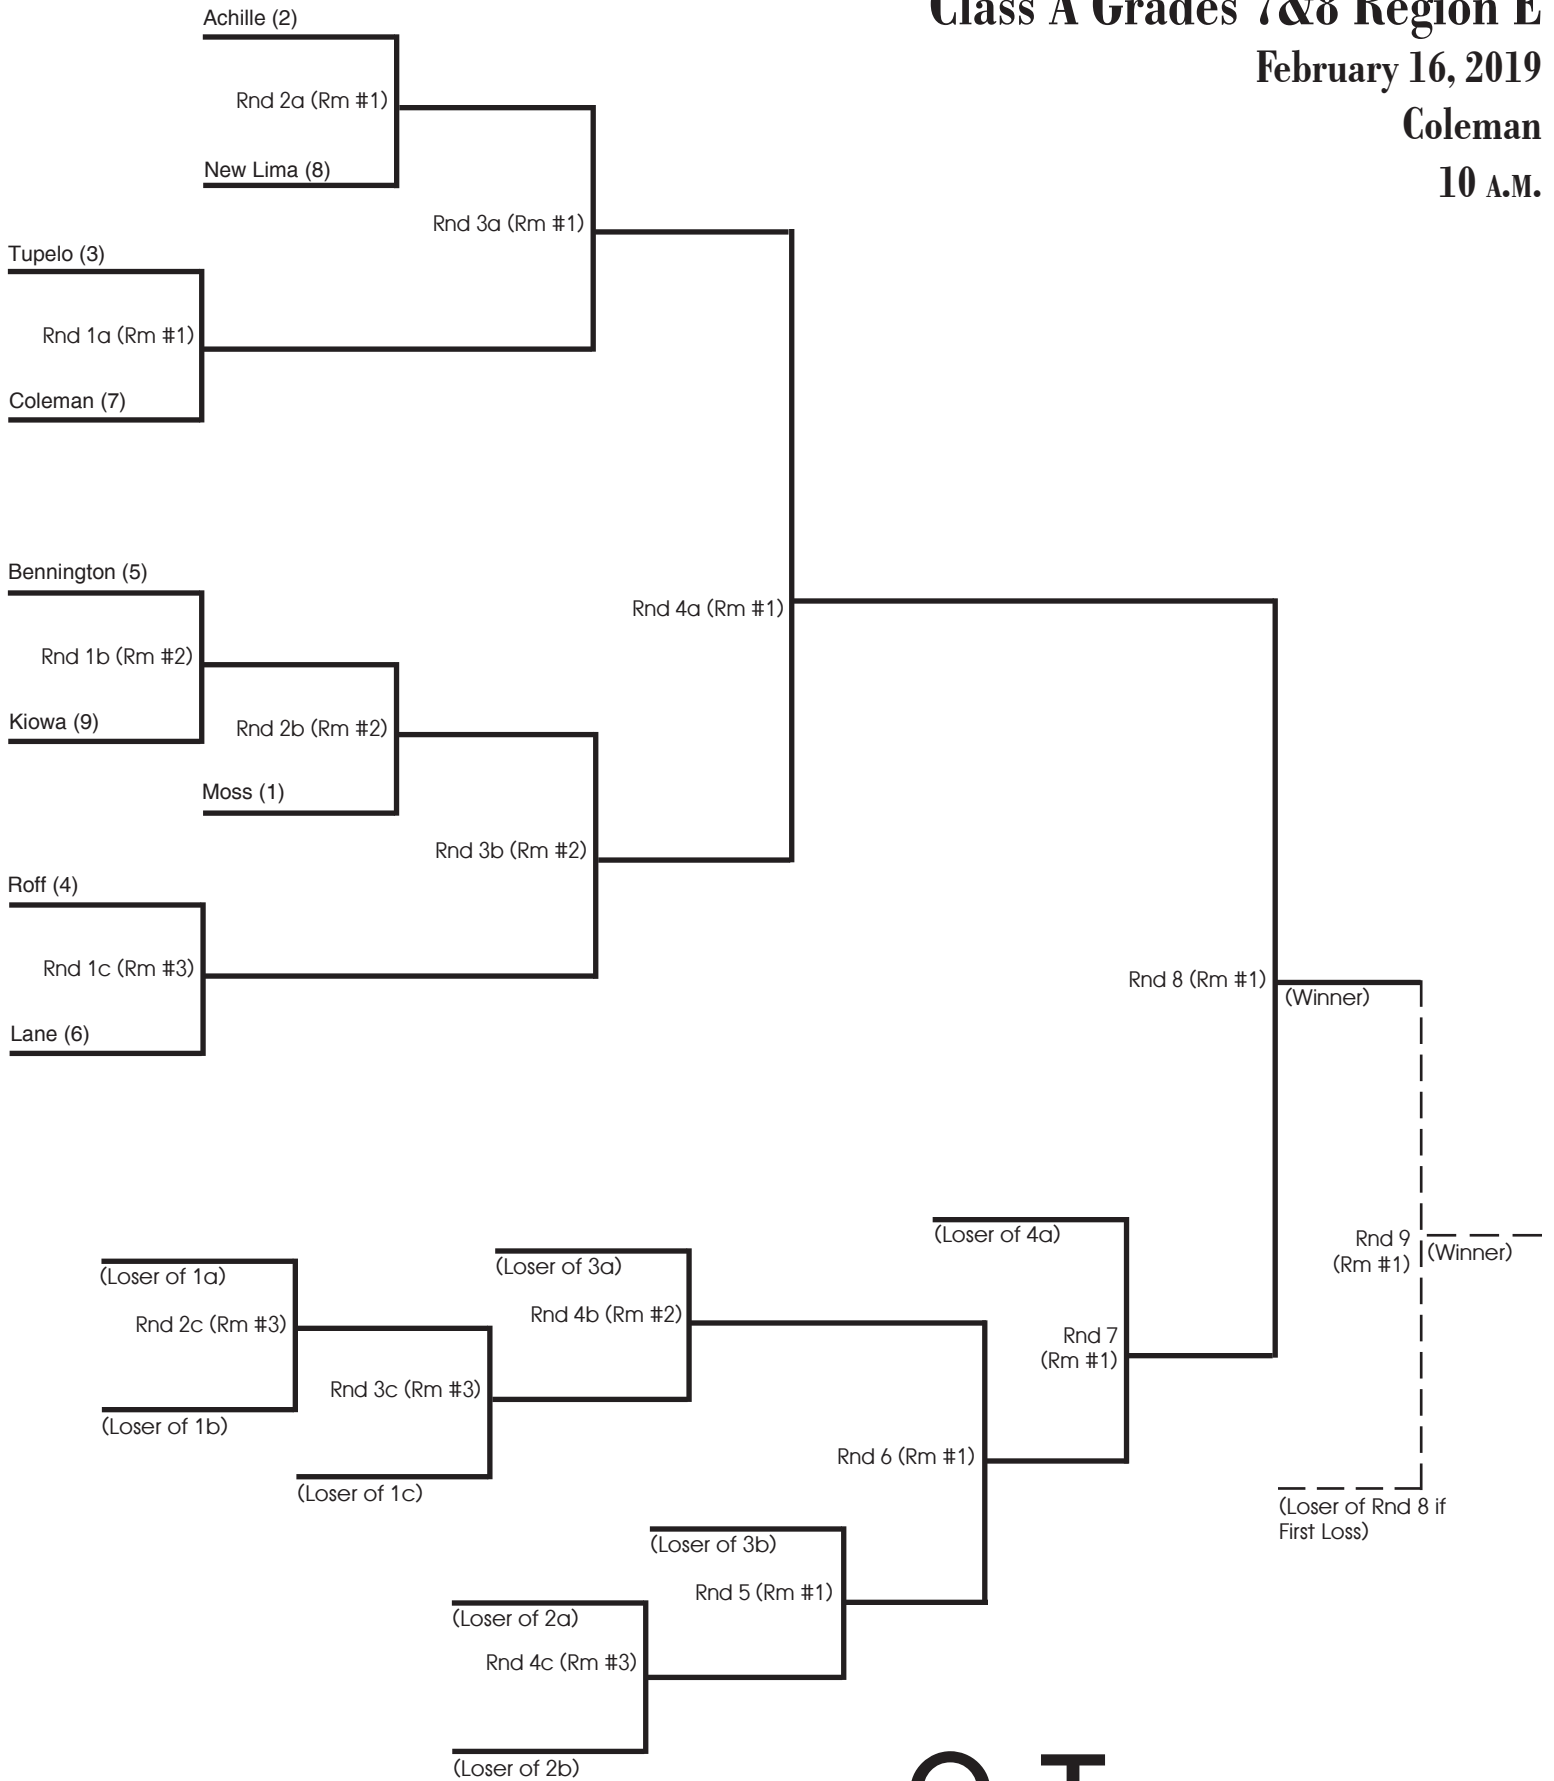 Class A Grades 7&8 Region E
February 16, 2019
Coleman
10 A.M.
Achille (2)
Rnd 2a (Rm #1)
New Lima (8)
Rnd 3a (Rm #1)
Tupelo (3)
Rnd 1a (Rm #1)
Coleman (7)
Bennington (5)
Rnd 4a (Rm #1)
Rnd 1b (Rm #2)
Kiowa (9)
Rnd 2b (Rm #2)
Moss (1)
Rnd 3b (Rm #2)
Roff (4)
Rnd 1c (Rm #3)
Lane (6)
Rnd 8 (Rm #1)
(Winner)
(Loser of 4a)
Rnd 9
(Rm #1)
(Winner)
(Loser of 1a)
(Loser of 3a)
Rnd 2c (Rm #3)
Rnd 4b (Rm #2)
Rnd 7
(Rm #1)
Rnd 3c (Rm #3)
(Loser of 1b)
Rnd 6 (Rm #1)
(Loser of 1c)
(Loser of Rnd 8 if
First Loss)
(Loser of 3b)
Rnd 5 (Rm #1)
(Loser of 2a)
Rnd 4c (Rm #3)
(Loser of 2b)